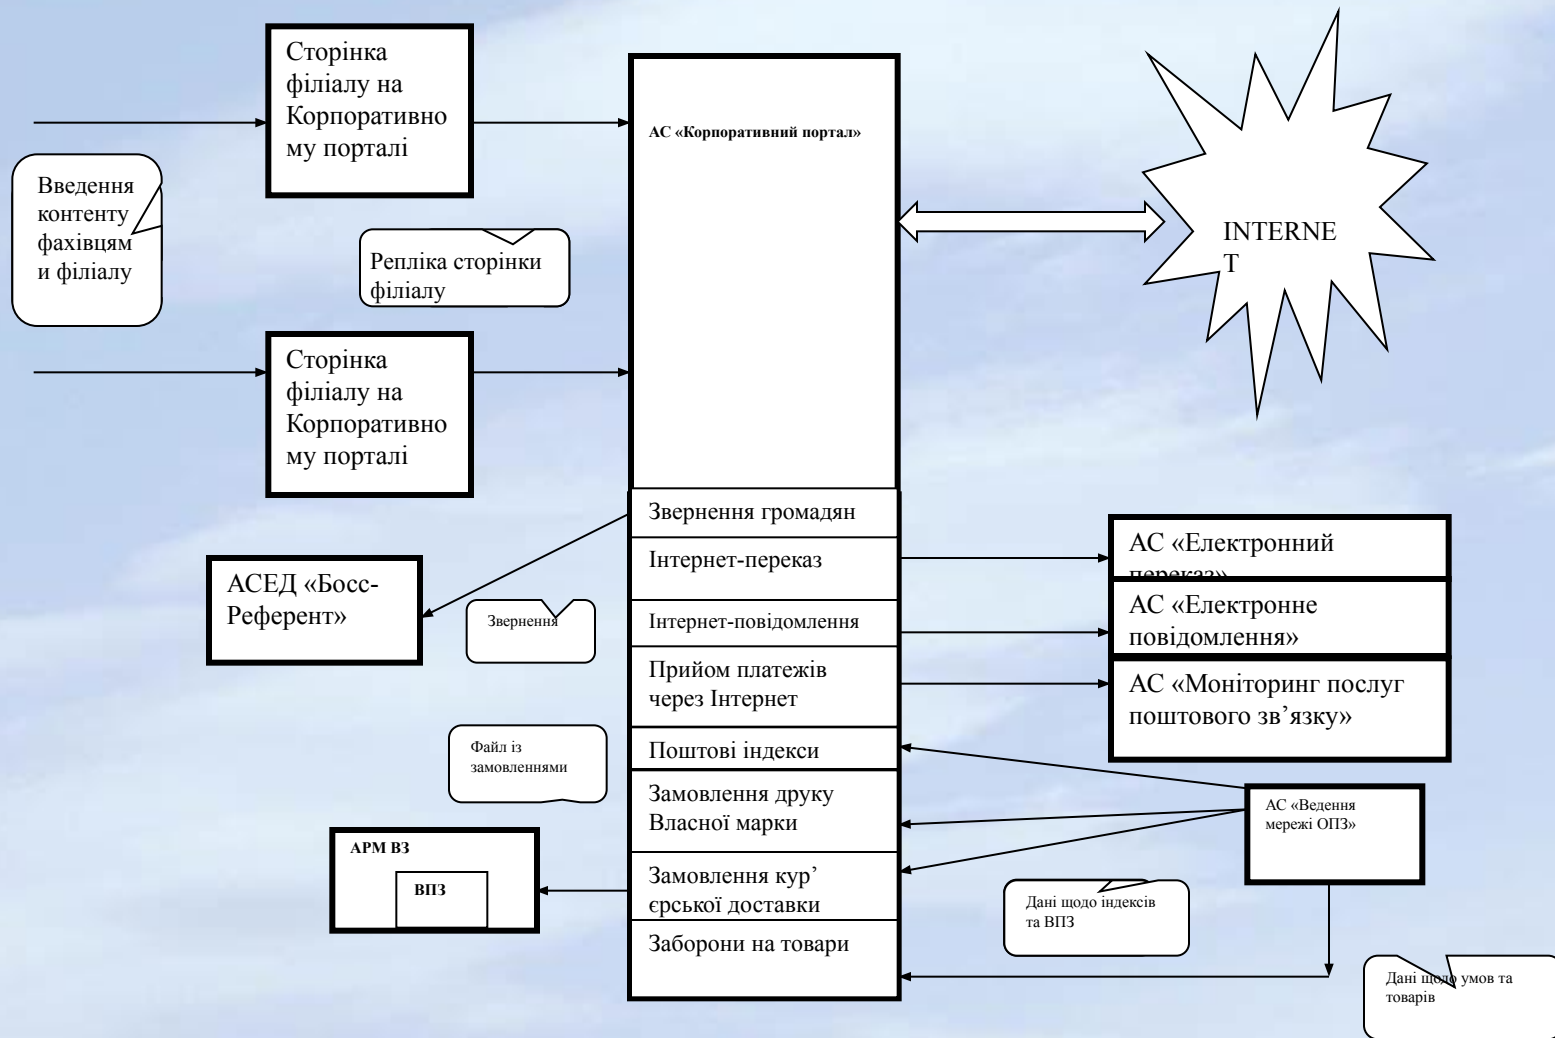 Сторінка
філіалу на
Корпоративно
му порталі
АС «Корпоративний портал»
Введення
контенту
фахівцям
и філіалу
Репліка сторінки
філіалу
INTERNE
T
Сторінка
філіалу на
Корпоративно
му порталі
Звернення громадян
Інтернет-переказ
Інтернет-повідомлення
Прийом платежів
через Інтернет
Поштові індекси
Замовлення друку
Власної марки
Замовлення кур’
єрської доставки
Заборони на товари
АСЕД «Босс-
Референт»
Звернення
Файл із
замовленнями
АРМ ВЗ
ВПЗ
АС «Електронний
переказ»
АС «Електронне
повідомлення»
АС «Моніторинг послуг
поштового зв’язку»
АС «Ведення
мережі ОПЗ»
Дані щодо індексів
та ВПЗ
Дані щодо умов та
товарів